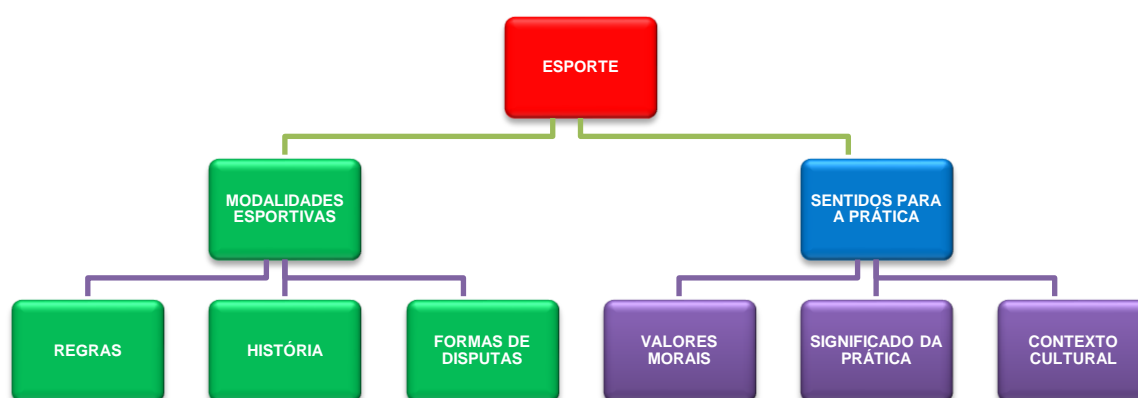 ESPORTE
MODALIDADES
ESPORTIVAS
SENTIDOS PARA
A PRÁTICA
REGRAS
HISTÓRIA
FORMAS DE
DISPUTAS
VALORES
MORAIS
SIGNIFICADO DA
PRÁTICA
CONTEXTO
CULTURAL